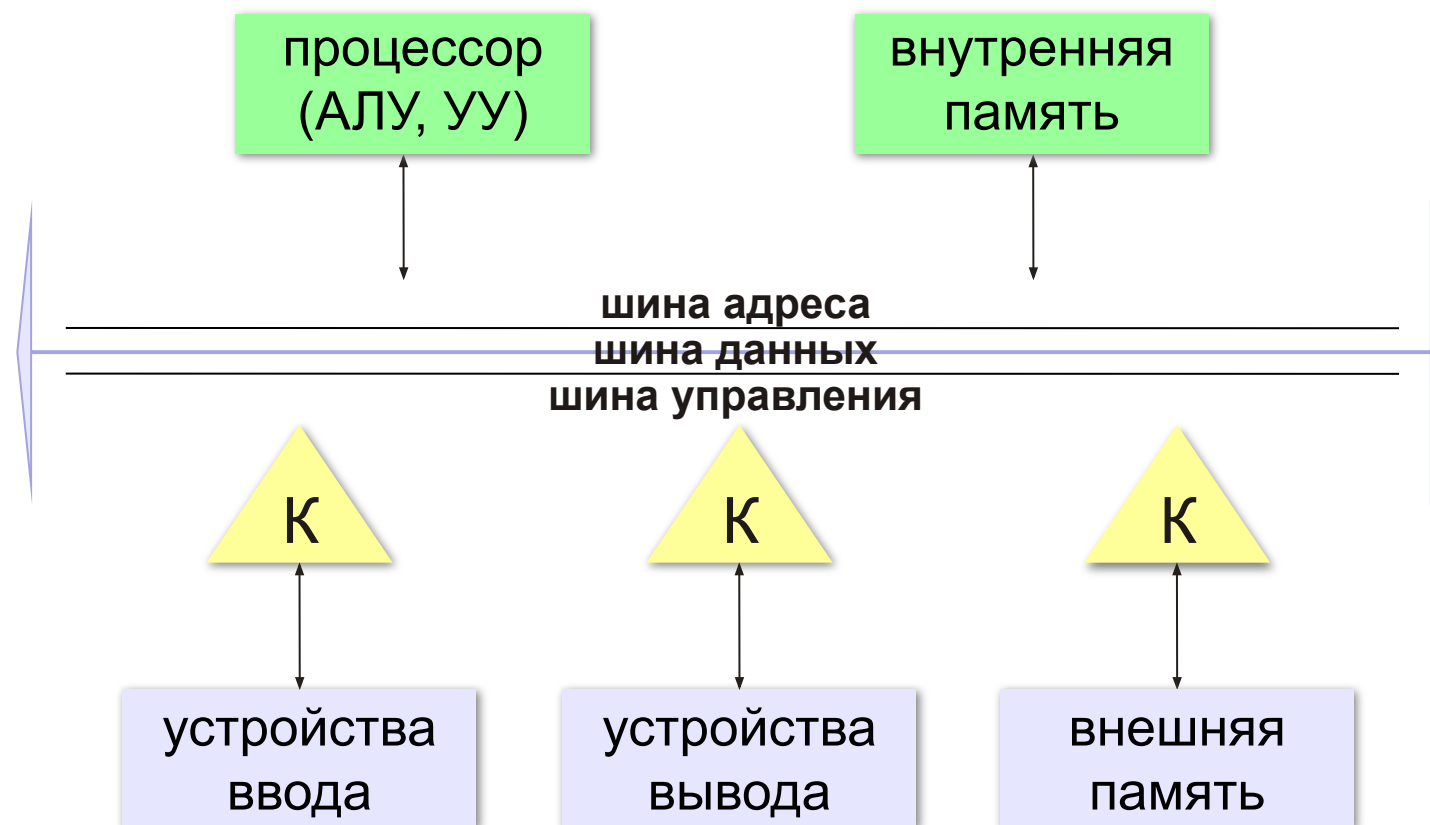 процессор
(АЛУ, УУ)
внутренняя
память
шина адреса
шина данных
шина управления
К
К
К
устройства
ввода
устройства
вывода
внешняя
память